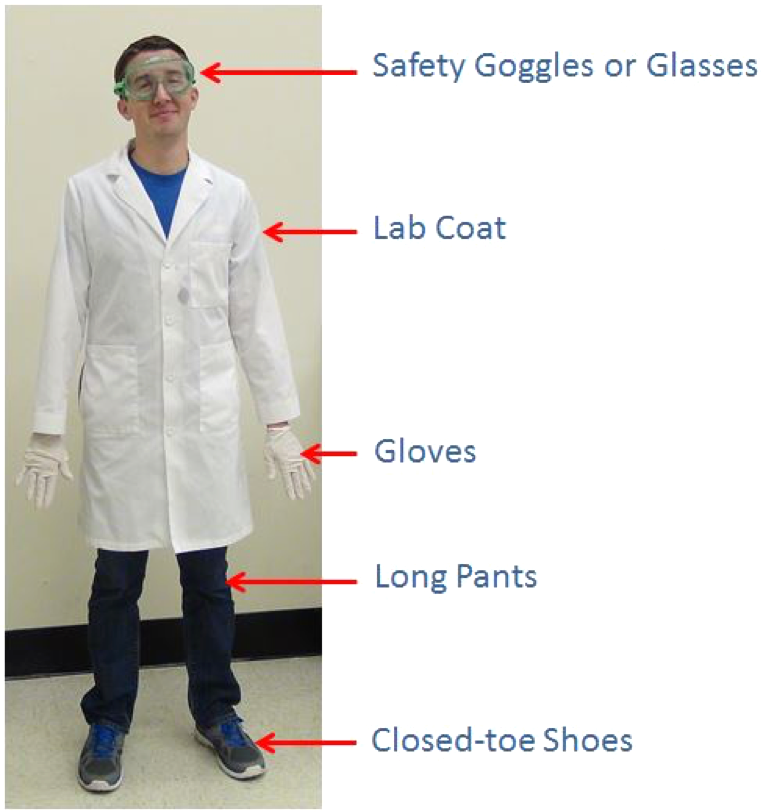 Safety Goggles or Glasses
Lab Coat
Gloves
Long Pants
Closed-toe Shoes